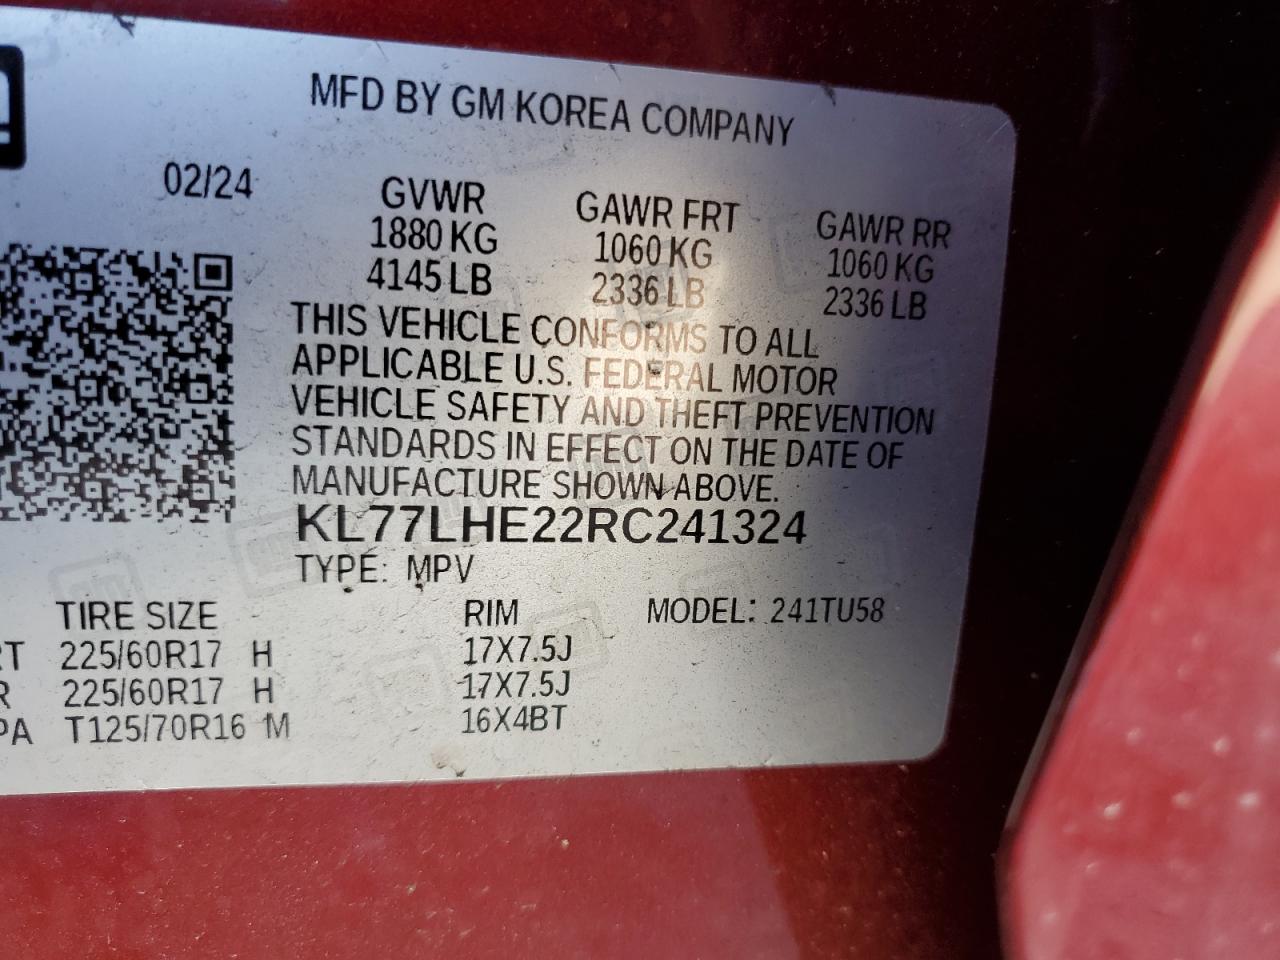 MFD BY GM KOREA COMPANY
02/24 GVWR GAWR FRT GAWR RR
1880 KG 1060 KG 1060 KG
4145 LB 2336 LB 2336 LB
THIS VEHICLE CONFORMS TO ALL
APPLICABLE U.S. FEDERAL MOTOR
VEHICLE SAFETY AND THEFT PREVENTION
STANDARDS IN EFFECT ON THE DATE OF
MANUFACTURE SHOWN ABOVE.
KL77LHE22RC241324
TYPE: MPV
TIRE SIZE RIM MODEL: 241TU58
RT 225/60R17 H 17X7.5J
R 225/60R17 H 17X7.5J
PA T125/70R16 M 16X4BT